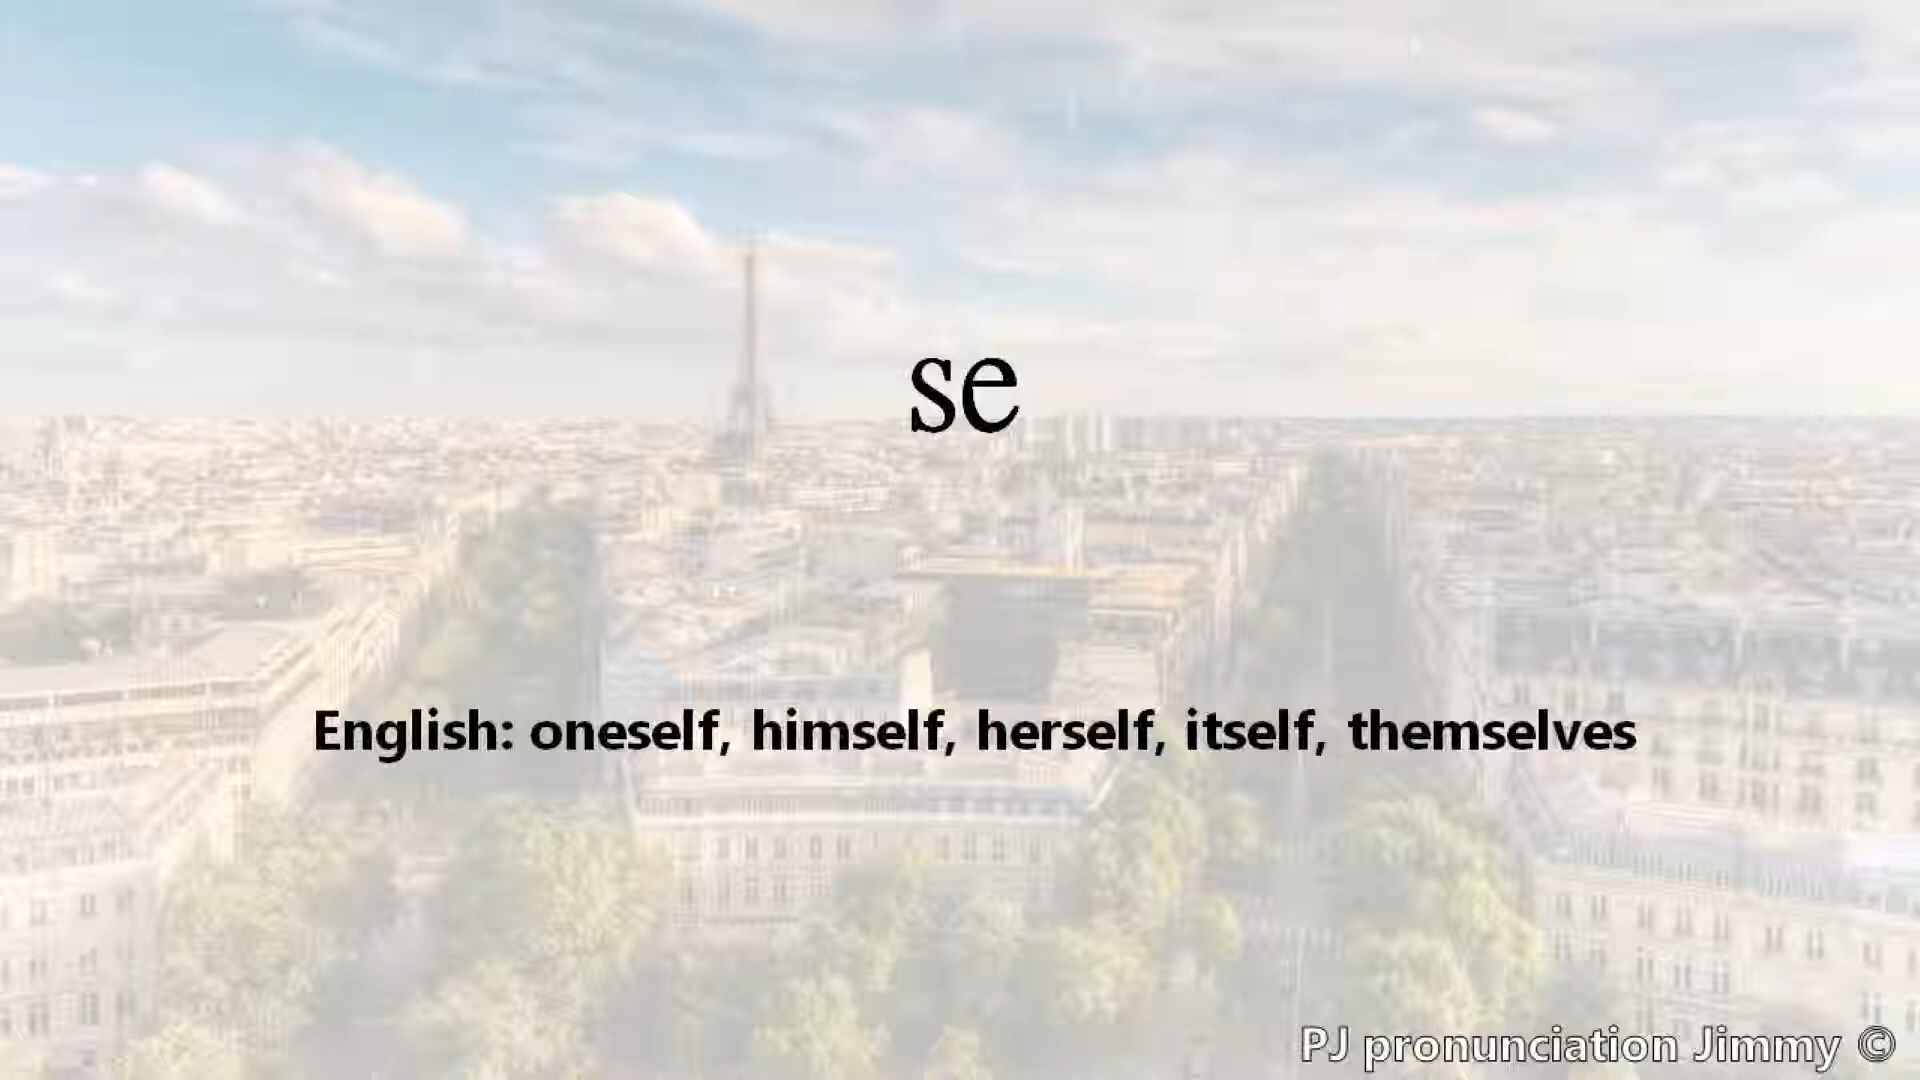 se
English: oneself, himself, herself, itself, themselves
PJ pronunciation Jimmy ©